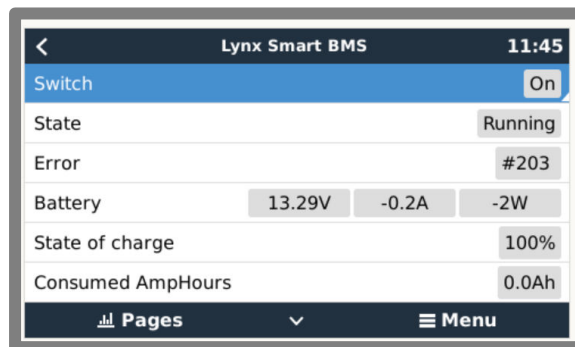 Lynx Smart BMS 11:45
Switch On
State Running
Error #203
Battery 13.29V -0.2A -2W
State of charge 100%
Consumed AmpHours 0.0Ah
Pages Menu